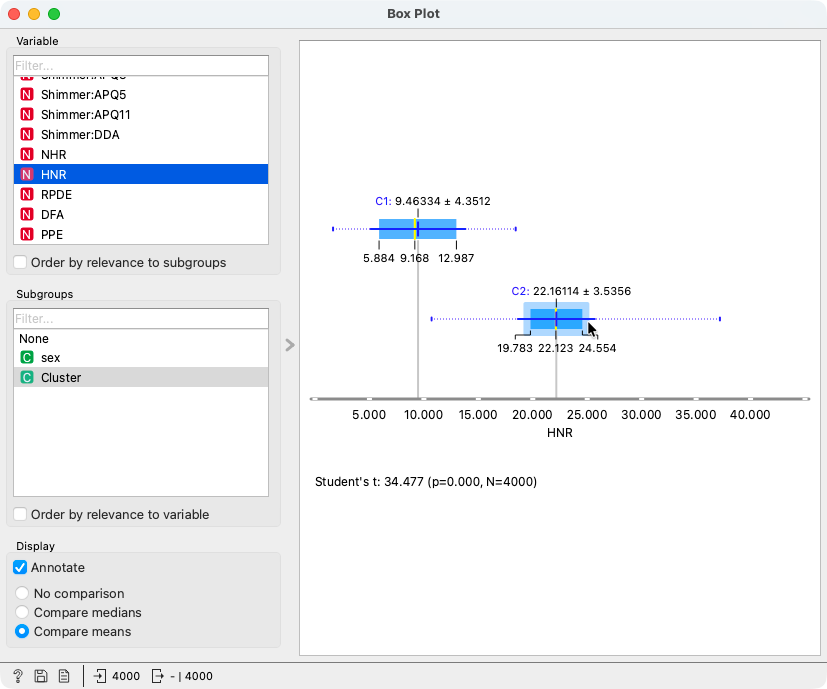 Box Plot
Variable
Filter...
N Shimmer:APQ5
N Shimmer:APQ11
N Shimmer:DDA
N NHR
N HNR
N RPDE
N DFA
N PPE
Order by relevance to subgroups
Subgroups
Filter...
None
C sex
C Cluster
Order by relevance to variable
Display
Annotate
No comparison
Compare medians
Compare means
C1: 9.46334 ± 4.3512
5.884 9.168 12.987
C2: 22.16114 ± 3.5356
19.783 22.123 24.554
5.000 10.000 15.000 20.000 25.000 30.000 35.000 40.000
HNR
Student's t: 34.477 (p=0.000, N=4000)
? 4000 - | 4000